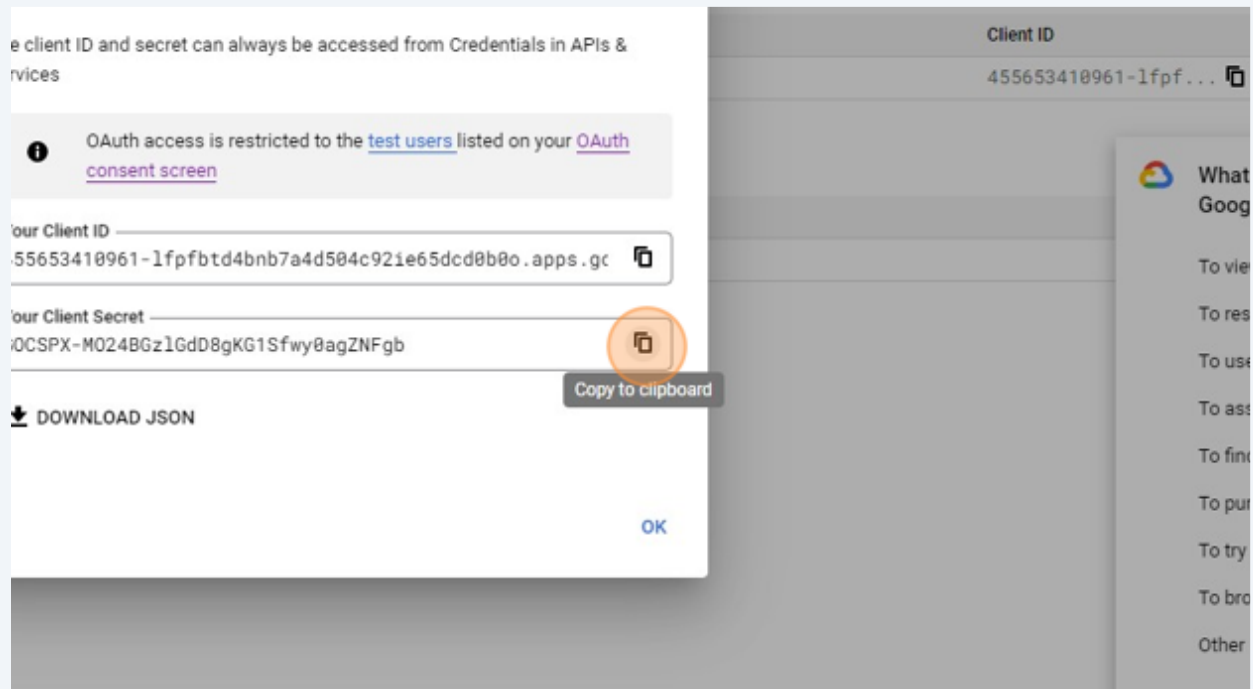 e client ID and secret can always be accessed from Credentials in APIs &
rvices
OAuth access is restricted to the test users listed on your OAuth
consent screen
our Client ID
55653410961-lfpfbtd4bnb7a4d504c92ie65dcd0b0o.apps.gc
our Client Secret
OCSPX-MO24BGzlGdD8gKG1Sfwy0agZNFgb
Copy to clipboard
DOWNLOAD JSON
OK
Client ID
455653410961-lfpf...
What
Goog
To vie
To res
To use
To ass
To find
To pur
To try
To bro
Other